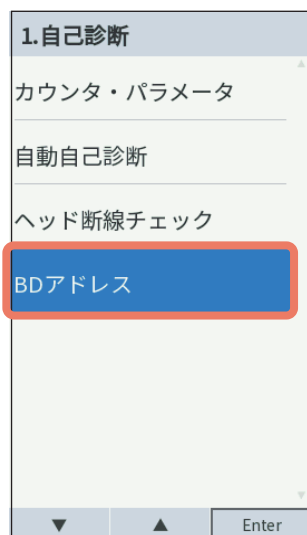 1.自己診断
カウンタ・パラメータ
自動自己診断
ヘッド断線チェック
BDアドレス
▼ ▲ Enter